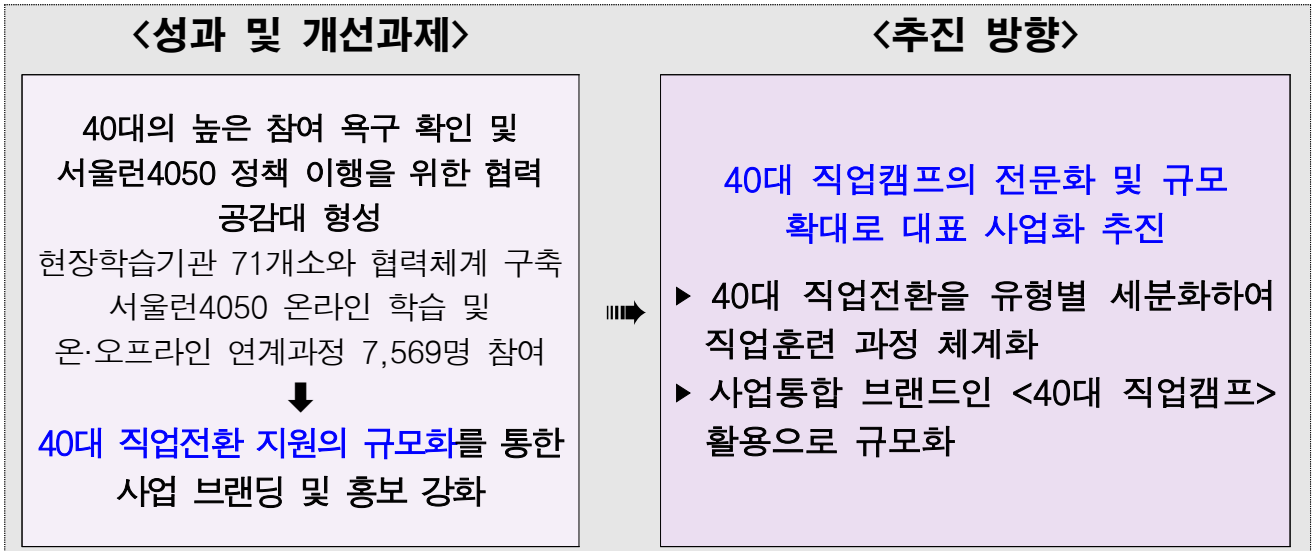 <성과 및 개선과제>
40대의 높은 참여 욕구 확인 및
서울런4050 정책 이행을 위한 협력
공감대 형성
현장학습기관 71개소와 협력체계 구축
서울런4050 온라인 학습 및
온·오프라인 연계과정 7,569명 참여
⬇
40대 직업전환 지원의 규모화를 통한
사업 브랜딩 및 홍보 강화
➠
<추진 방향>
40대 직업캠프의 전문화 및 규모
확대로 대표 사업화 추진
▶ 40대 직업전환을 유형별 세분화하여
직업훈련 과정 체계화
▶ 사업통합 브랜드인 <40대 직업캠프>
활용으로 규모화